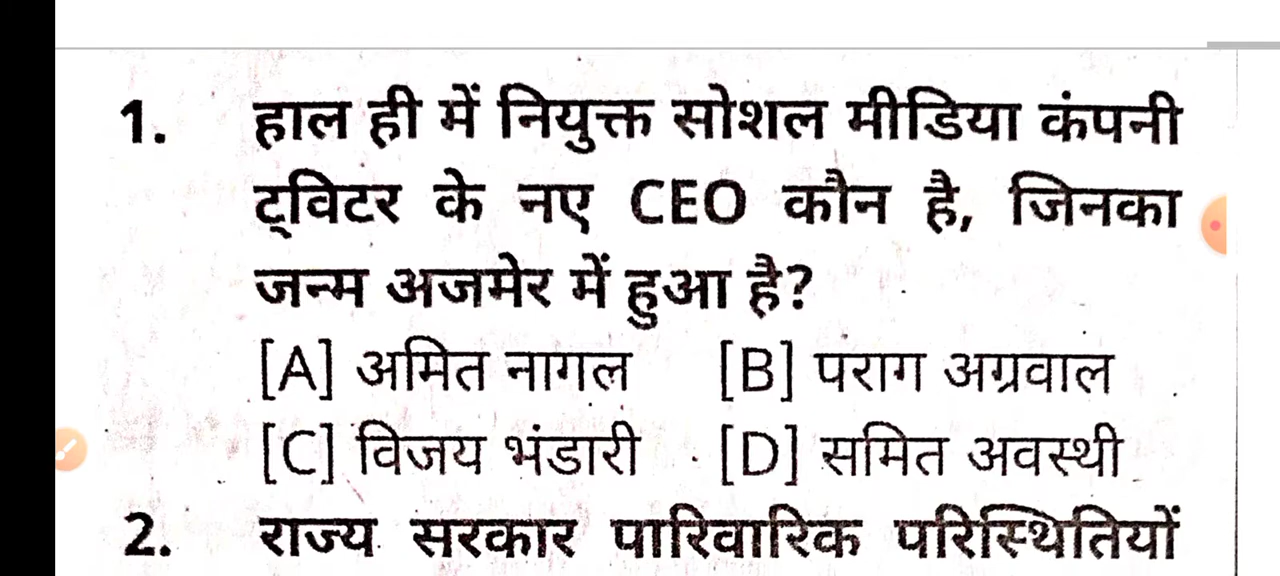 1. हाल ही में नियुक्त सोशल मीडिया कंपनी
ट्विटर के नए CEO कौन है, जिनका
जन्म अजमेर में हुआ है?
[A] अमित नागल [B] पराग अग्रवाल
[C] विजय भंडारी [D] समित अवस्थी
2. राज्य सरकार पारिवारिक परिस्थितियों